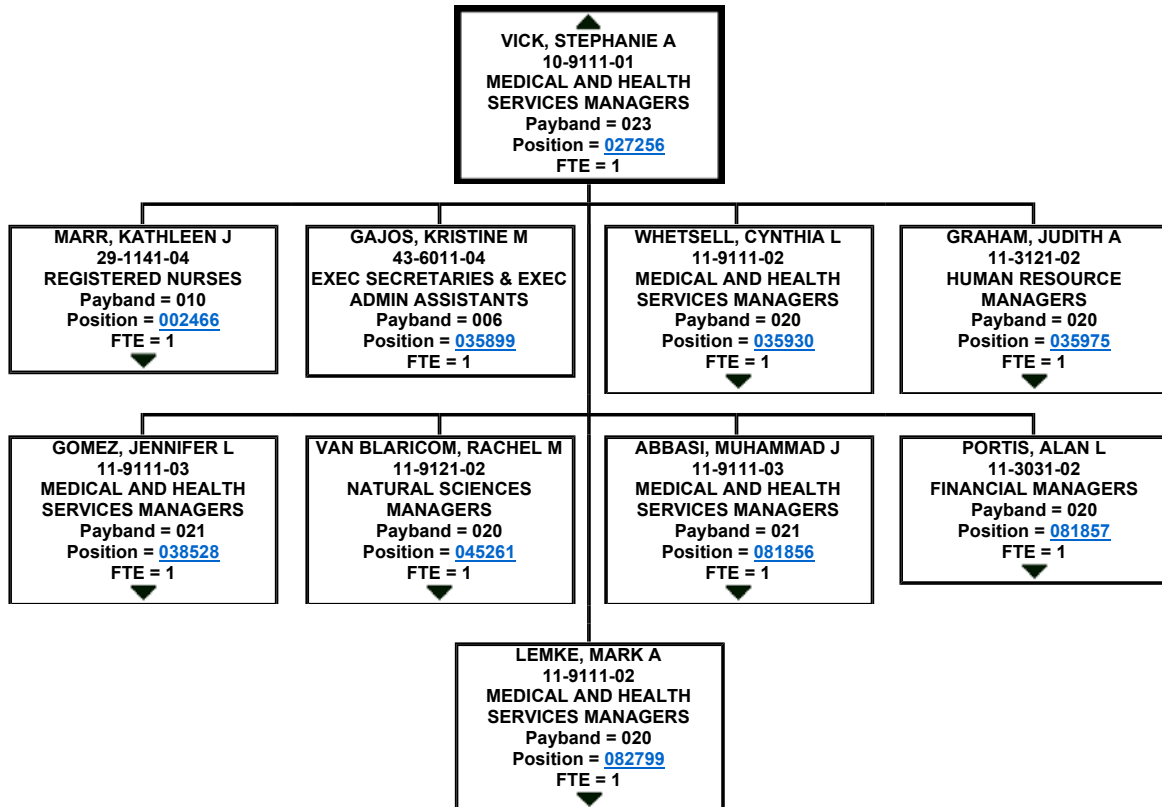 VICK, STEPHANIE A
10-9111-01
MEDICAL AND HEALTH
SERVICES MANAGERS
Payband = 023
Position = 027256
FTE = 1
MARR, KATHLEEN J
29-1141-04
REGISTERED NURSES
Payband = 010
Position = 002466
FTE = 1
GAJOS, KRISTINE M
43-6011-04
EXEC SECRETARIES & EXEC
ADMIN ASSISTANTS
Payband = 006
Position = 035899
FTE = 1
WHETSELL, CYNTHIA L
11-9111-02
MEDICAL AND HEALTH
SERVICES MANAGERS
Payband = 020
Position = 035930
FTE = 1
GRAHAM, JUDITH A
11-3121-02
HUMAN RESOURCE
MANAGERS
Payband = 020
Position = 035975
FTE = 1
GOMEZ, JENNIFER L
11-9111-03
MEDICAL AND HEALTH
SERVICES MANAGERS
Payband = 021
Position = 038528
FTE = 1
VAN BLARICOM, RACHEL M
11-9121-02
NATURAL SCIENCES
MANAGERS
Payband = 020
Position = 045261
FTE = 1
ABBASI, MUHAMMAD J
11-9111-03
MEDICAL AND HEALTH
SERVICES MANAGERS
Payband = 021
Position = 081856
FTE = 1
PORTIS, ALAN L
11-3031-02
FINANCIAL MANAGERS
Payband = 020
Position = 081857
FTE = 1
LEMKE, MARK A
11-9111-02
MEDICAL AND HEALTH
SERVICES MANAGERS
Payband = 020
Position = 082799
FTE = 1